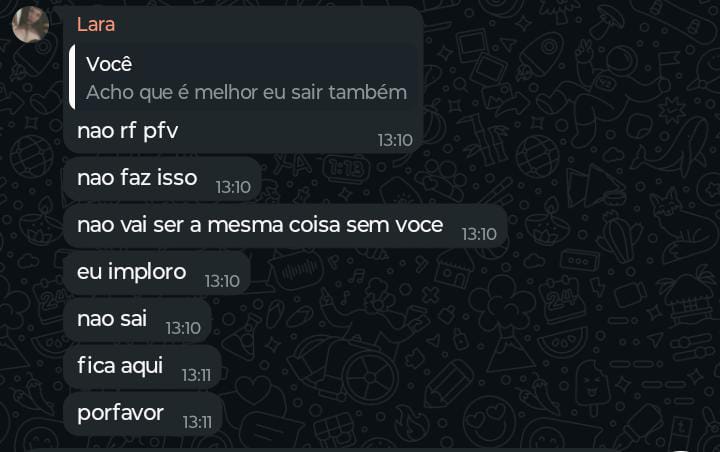 Lara
Você
Acho que é melhor eu sair também
nao rf pfv 13:10
nao faz isso 13:10
nao vai ser a mesma coisa sem voce 13:10
eu imploro 13:10
nao sai 13:10
fica aqui 13:11
porfavor 13:11